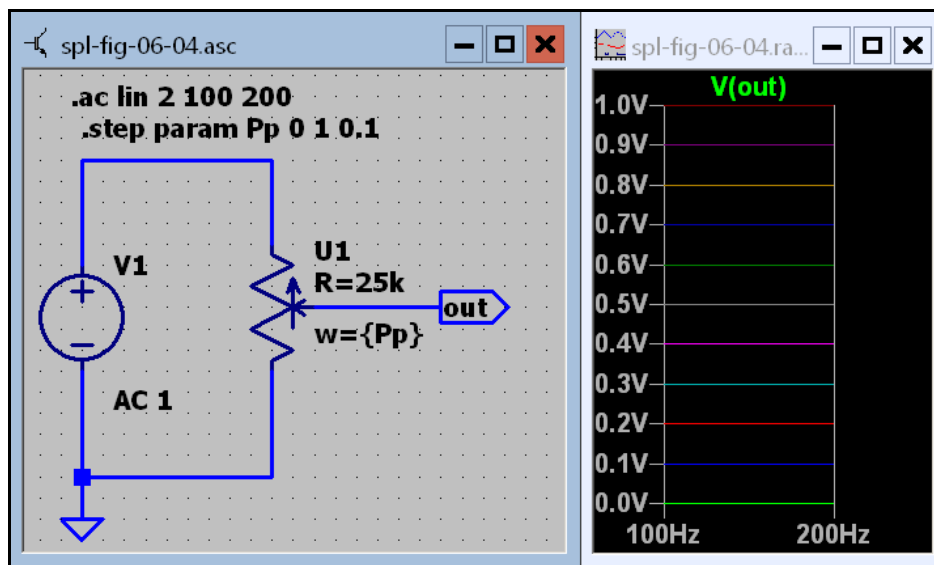 spl-fig-06-04.asc
.ac lin 2 100 200
.step param Pp 0 1 0.1
V1
AC 1
U1
R=25k
w={Pp}
out
spl-fig-06-04.ra...
V(out)
1.0V
0.9V
0.8V
0.7V
0.6V
0.5V
0.4V
0.3V
0.2V
0.1V
0.0V
100Hz 200Hz